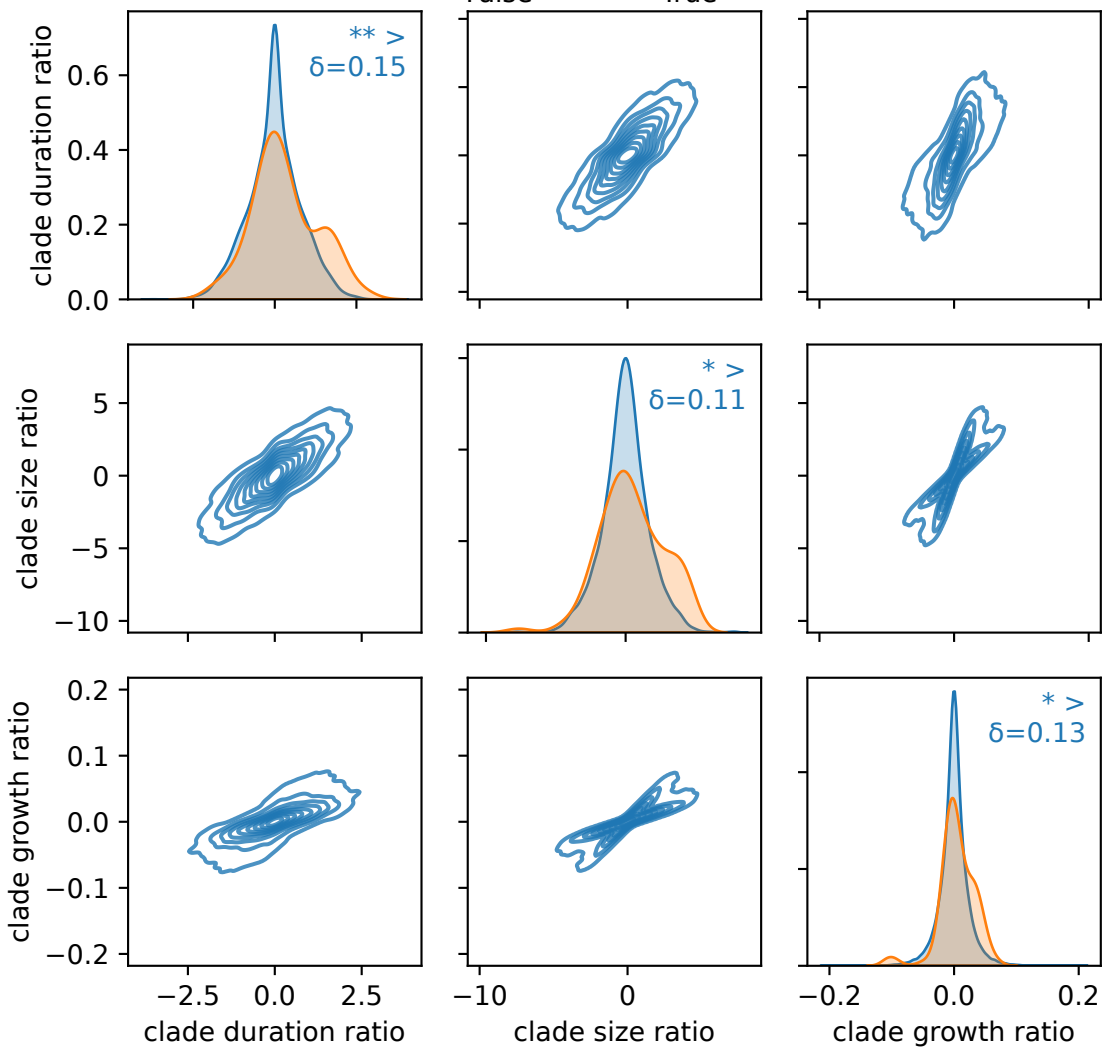 False True
clade duration ratio
0.6
0.4
0.2
0.0
** >
δ=0.15
clade size ratio
5
0
−5
−10
* >
δ=0.11
clade growth ratio
0.2
0.1
0.0
−0.1
−0.2
* >
δ=0.13
−2.5 0.0 2.5
−10 0
−0.2 0.0 0.2
clade duration ratio
clade size ratio
clade growth ratio